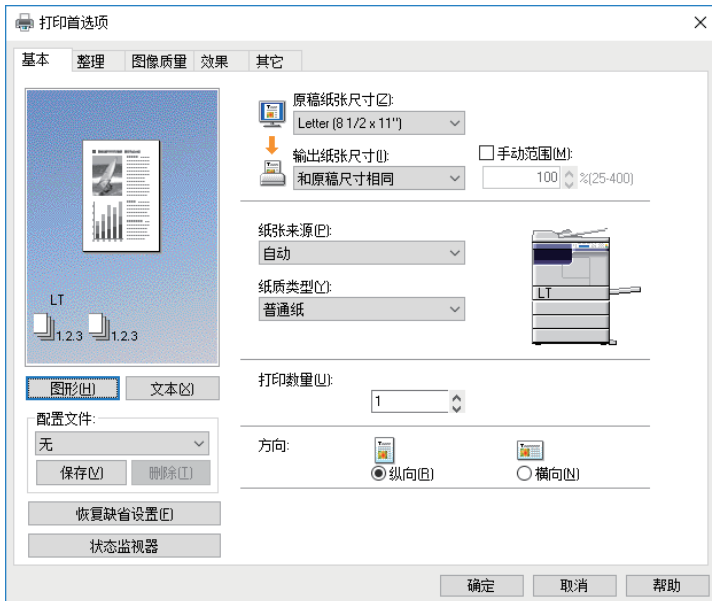 打印首选项
基本 整理 图像质量 效果 其它
原稿纸张尺寸(Z):
Letter (8 1/2 x 11")
输出纸张尺寸(I):
和原稿尺寸相同
手动范围(M):
100 %(25-400)
纸张来源(P):
自动
纸质类型(Y):
普通纸
LT
LT
1.2.3 1.2.3
图形(H) 文本(X)
打印数量(U):
1
配置文件:
无
保存(V) 删除(T)
方向:
纵向(R) 横向(N)
恢复缺省设置(F)
状态监视器
确定 取消 帮助